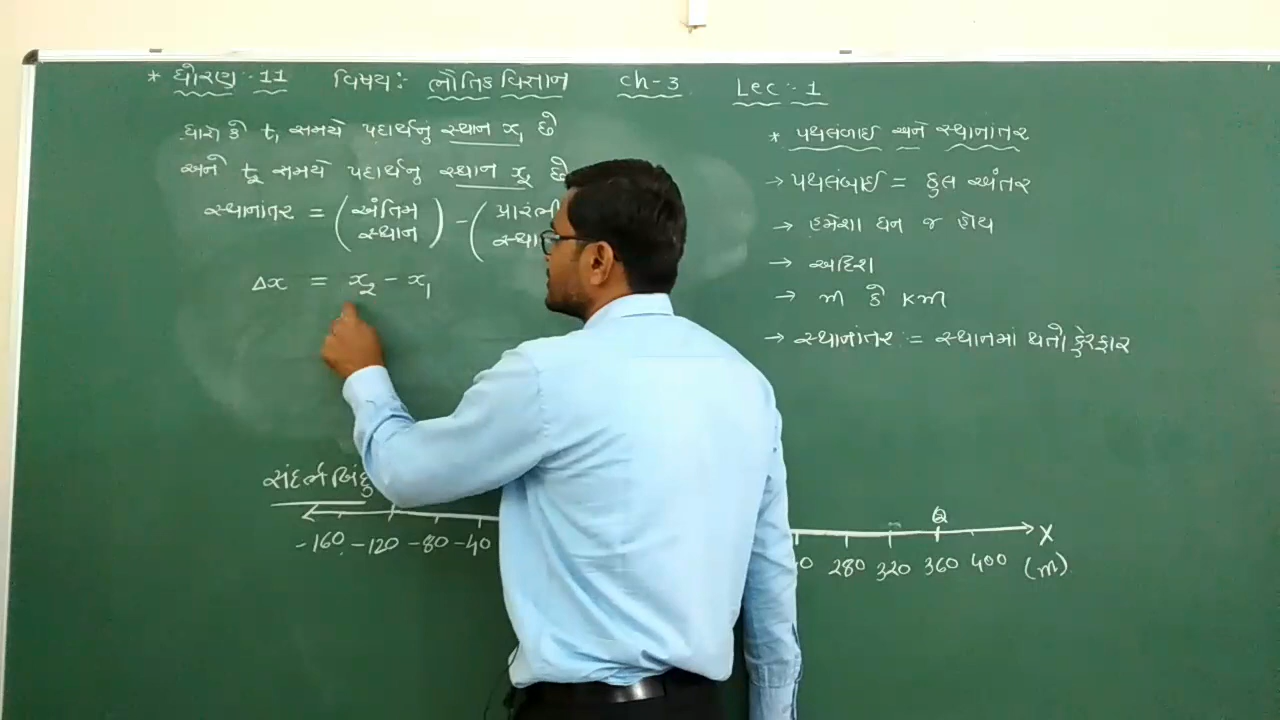 * ધોરણ :- 11 વિષય :- ભૌતિક વિજ્ઞાન ch-3 Lec :- 1
ધારો કે t₁ સમયે પદાર્થનું સ્થાન x₁ છે
અને t₂ સમયે પદાર્થનુ સ્થાન x₂ છે
સ્થાનાંતર = (અંતિમ સ્થાન) - (પ્રારંભી
સ્થા
Δx = x₂ - x₁
* પથલંબાઈ અને સ્થાનાંતર
→ પથલંબાઈ = કુલ અંતર
→ હમેશા ધન જ હોય
→ અદિશ
→ m કે km
→ સ્થાનાંતર = સ્થાનમાં થતો ફેરફાર
સંદર્ભબિંદુ
Q
X
-160 -120 -80 -40 0 280 320 360 400 (m)